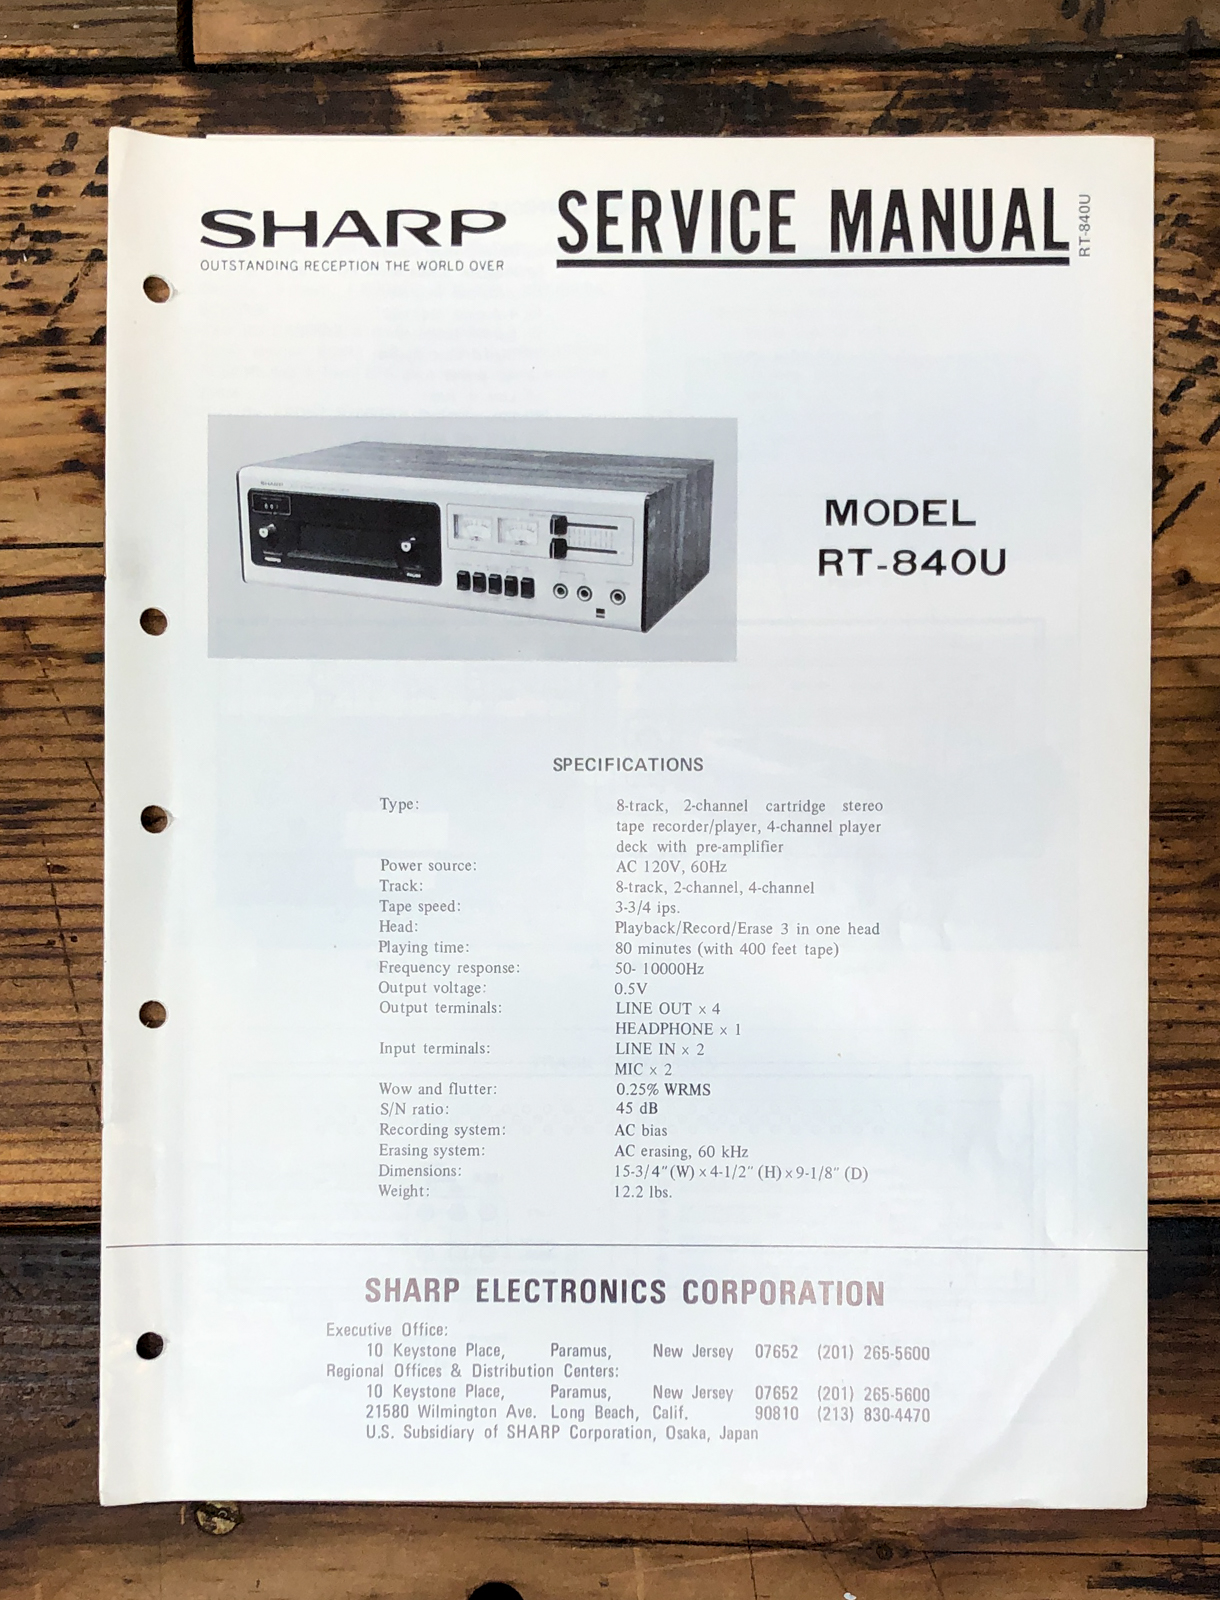 SHARP
OUTSTANDING RECEPTION THE WORLD OVER
SERVICE MANUAL
RT-840U
SHARP
MODEL
RT-840U
SPECIFICATIONS
Type: 8-track, 2-channel cartridge stereo
tape recorder/player, 4-channel player
deck with pre-amplifier
Power source: AC 120V, 60Hz
Track: 8-track, 2-channel, 4-channel
Tape speed: 3-3/4 ips.
Head: Playback/Record/Erase 3 in one head
Playing time: 80 minutes (with 400 feet tape)
Frequency response: 50- 10000Hz
Output voltage: 0.5V
Output terminals: LINE OUT × 4
HEADPHONE × 1
Input terminals: LINE IN × 2
MIC × 2
Wow and flutter: 0.25% WRMS
S/N ratio: 45 dB
Recording system: AC bias
Erasing system: AC erasing, 60 kHz
Dimensions: 15-3/4"(W) × 4-1/2" (H) × 9-1/8" (D)
Weight: 12.2 lbs.
SHARP ELECTRONICS CORPORATION
Executive Office:
10 Keystone Place, Paramus, New Jersey 07652 (201) 265-5600
Regional Offices & Distribution Centers:
10 Keystone Place, Paramus, New Jersey 07652 (201) 265-5600
21580 Wilmington Ave. Long Beach, Calif. 90810 (213) 830-4470
U.S. Subsidiary of SHARP Corporation, Osaka, Japan